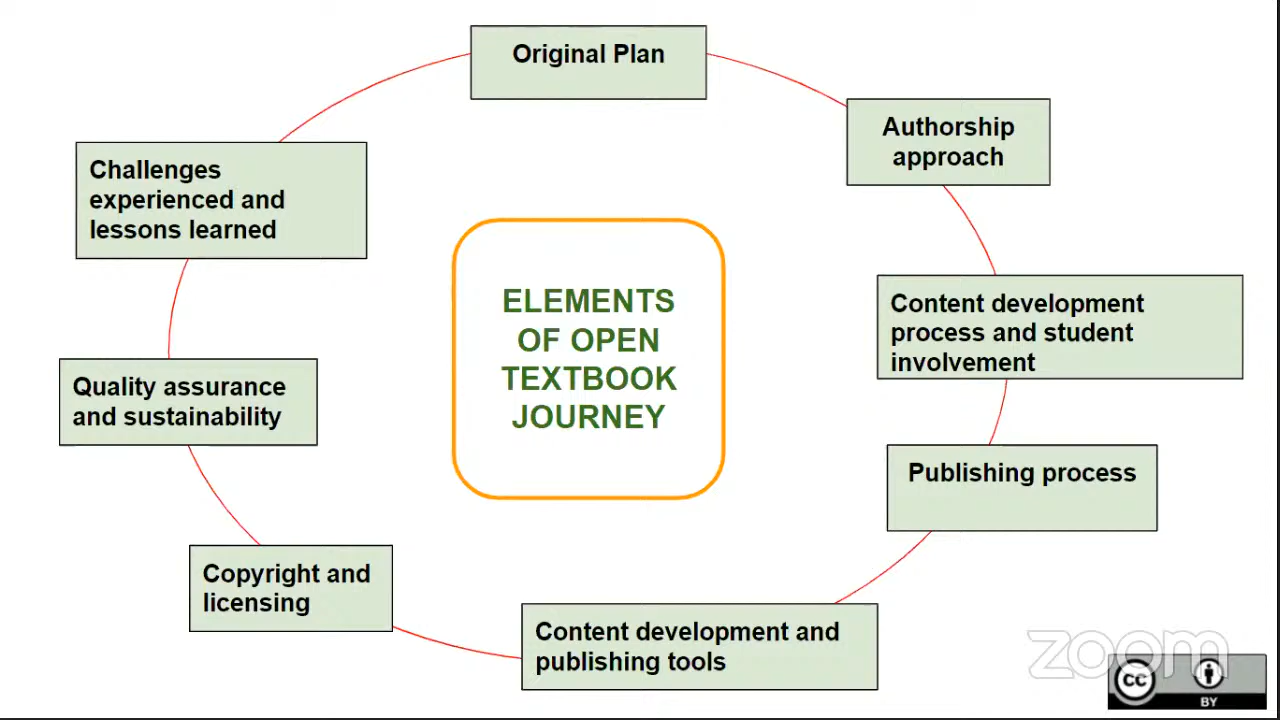 Original Plan
Authorship
approach
Challenges
experienced and
lessons learned
ELEMENTS
OF OPEN
TEXTBOOK
JOURNEY
Content development
process and student
involvement
Quality assurance
and sustainability
Publishing process
Copyright and
licensing
Content development and
publishing tools
zoom
cc
BY